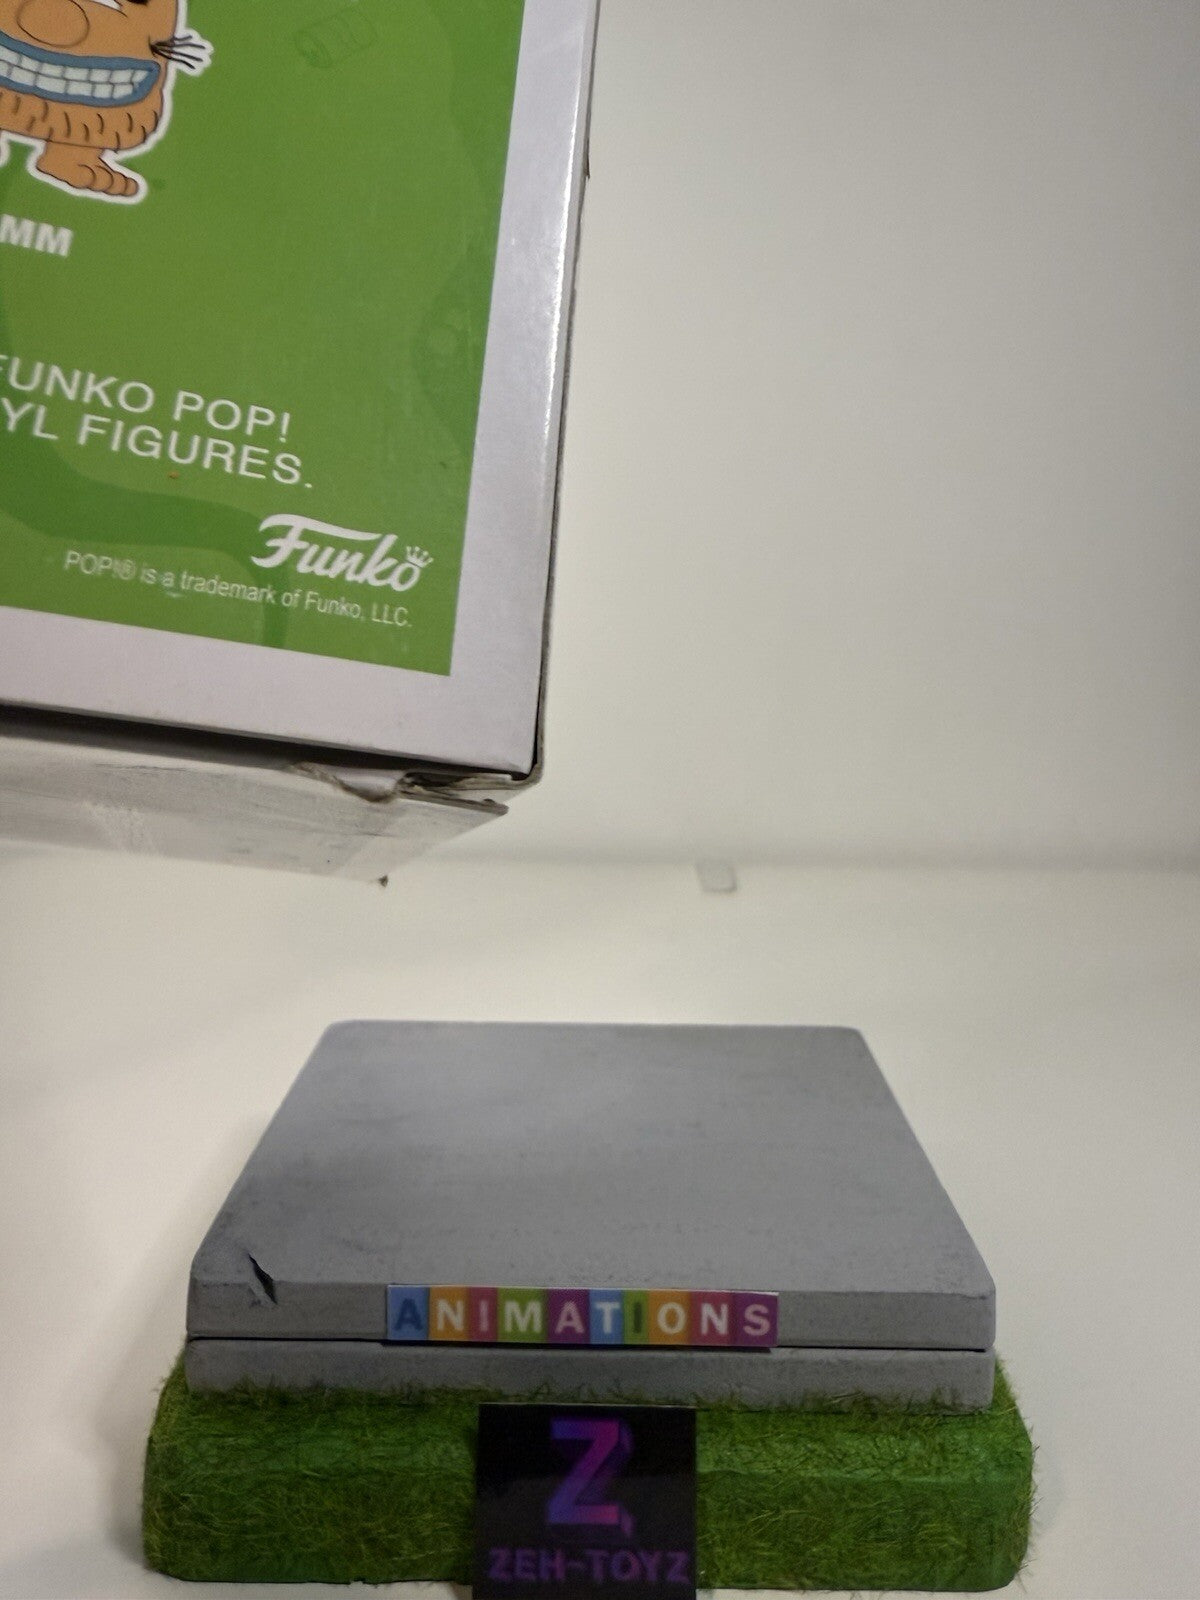 MM
FUNKO POP!
YL FIGURES.
Funko
POP!® is a trademark of Funko, LLC.
ANIMATIONS
Z
ZEH-TOYZ